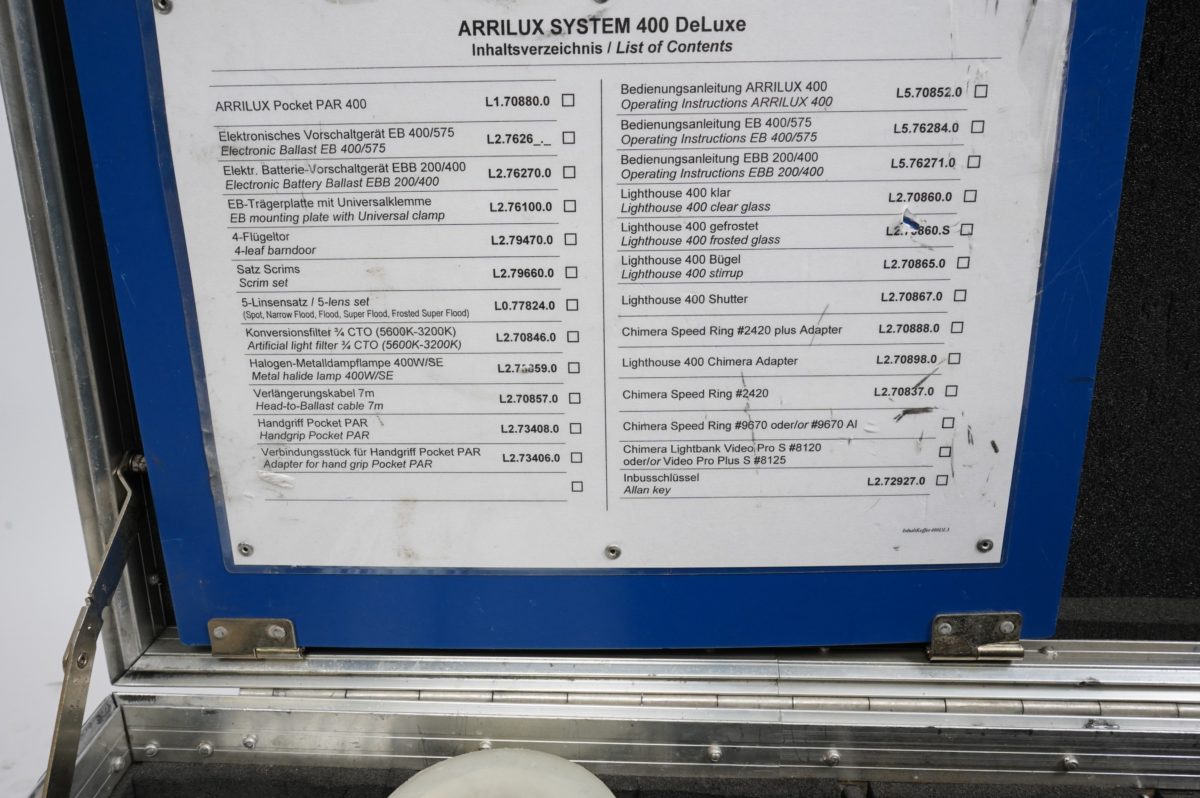 ARRILUX SYSTEM 400 DeLuxe
Inhaltsverzeichnis / List of Contents
ARRILUX Pocket PAR 400 L1.70880.0
Elektronisches Vorschaltgerät EB 400/575 L2.7626_._
Electronic Ballast EB 400/575
Elektr. Batterie-Vorschaltgerät EBB 200/400 L2.76270.0
Electronic Battery Ballast EBB 200/400
EB-Trägerplatte mit Universalklemme L2.76100.0
EB mounting plate with Universal clamp
4-Flügeltor L2.79470.0
4-leaf barndoor
Satz Scrims L2.79660.0
Scrim set
5-Linsensatz / 5-lens set L0.77824.0
(Spot, Narrow Flood, Flood, Super Flood, Frosted Super Flood)
Konversionsfilter ¾ CTO (5600K-3200K) L2.70846.0
Artificial light filter ¾ CTO (5600K-3200K)
Halogen-Metalldampflampe 400W/SE
Metal halide lamp 400W/SE
Verlängerungskabel 7m L2.70857.0
Head-to-Ballast cable 7m
Handgriff Pocket PAR L2.73408.0
Handgrip Pocket PAR
Verbindungsstück für Handgriff Pocket PAR L2.73406.0
Adapter for hand grip Pocket PAR
Bedienungsanleitung ARRILUX 400 L5.70852.0
Operating Instructions ARRILUX 400
Bedienungsanleitung EB 400/575 L5.76284.0
Operating Instructions EB 400/575
Bedienungsanleitung EBB 200/400 L5.76271.0
Operating Instructions EBB 200/400
Lighthouse 400 klar L2.70860.0
Lighthouse 400 clear glass
Lighthouse 400 gefrostet
Lighthouse 400 frosted glass
Lighthouse 400 Bügel L2.70865.0
Lighthouse 400 stirrup
Lighthouse 400 Shutter L2.70867.0
Chimera Speed Ring #2420 plus Adapter L2.70888.0
Lighthouse 400 Chimera Adapter L2.70898.0
Chimera Speed Ring #2420 L2.70837.0
Chimera Speed Ring #9670 oder/or #9670 Al
Chimera Lightbank Video Pro S #8120
oder/or Video Pro Plus S #8125
Inbusschlüssel L2.72927.0
Allan key